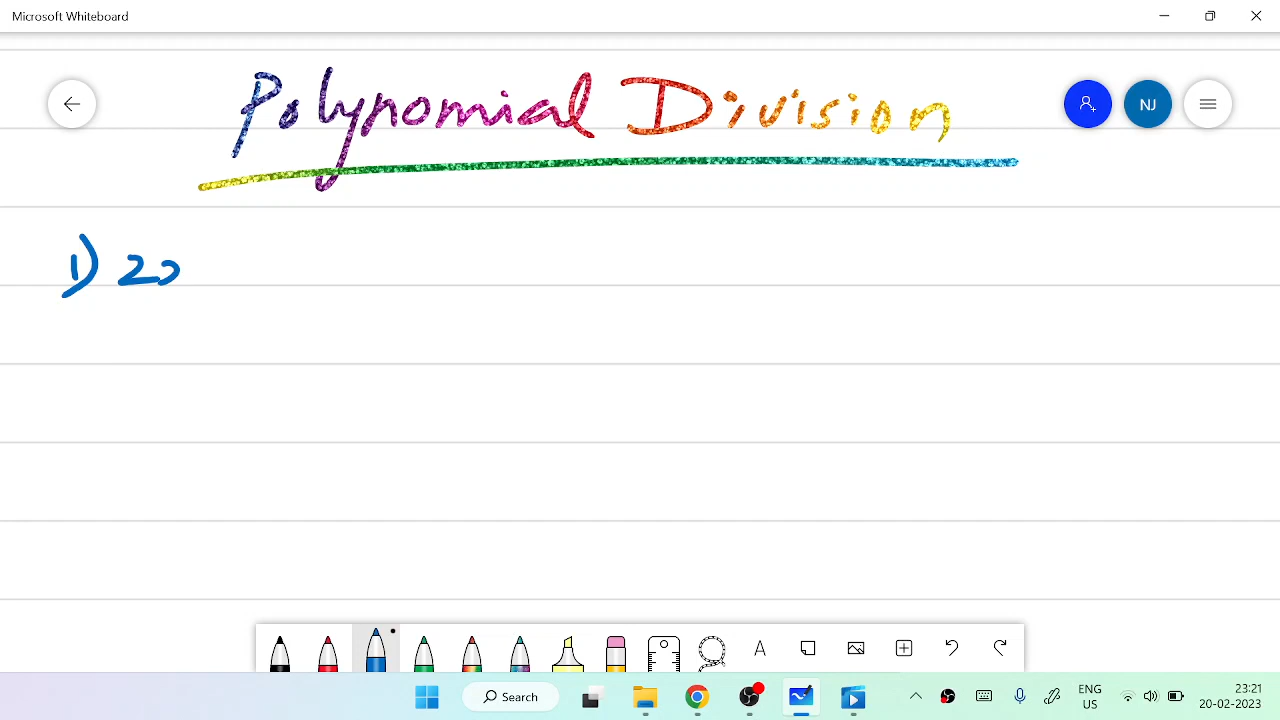 Microsoft Whiteboard
Polynomial Division
NJ
1) 2
A
Search
ENG
US
23:21
20-02-2023